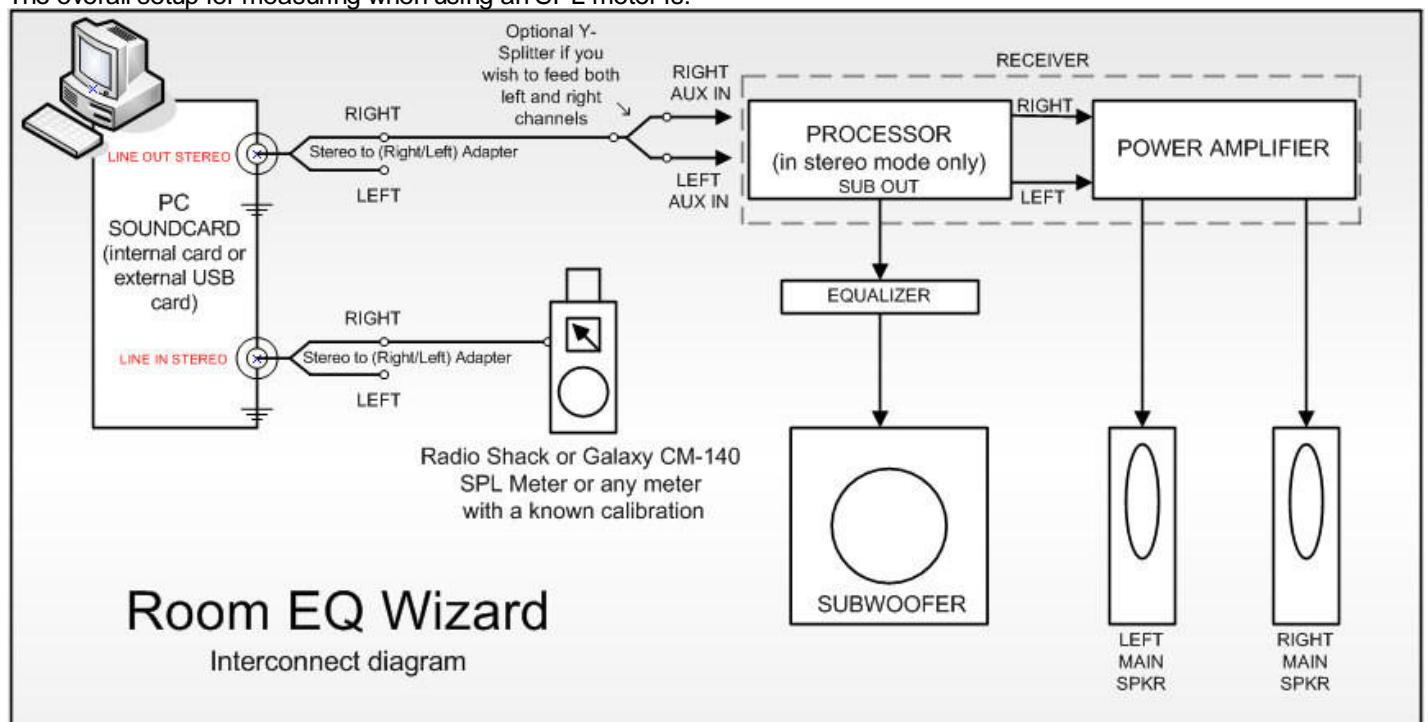 The overall setup for measuring when using an SPL meter is:
Optional Y-
Splitter if you
wish to feed both
left and right
channels
RIGHT
AUX IN
LEFT
AUX IN
RECEIVER
RIGHT
Stereo to (Right/Left) Adapter
LEFT
LINE OUT STEREO
PC
SOUNDCARD
(internal card or
external USB
card)
LINE IN STEREO
RIGHT
Stereo to (Right/Left) Adapter
LEFT
PROCESSOR
(in stereo mode only)
SUB OUT
RIGHT
LEFT
POWER AMPLIFIER
EQUALIZER
Radio Shack or Galaxy CM-140
SPL Meter or any meter
with a known calibration
SUBWOOFER
LEFT
MAIN
SPKR
RIGHT
MAIN
SPKR
Room EQ Wizard
Interconnect diagram